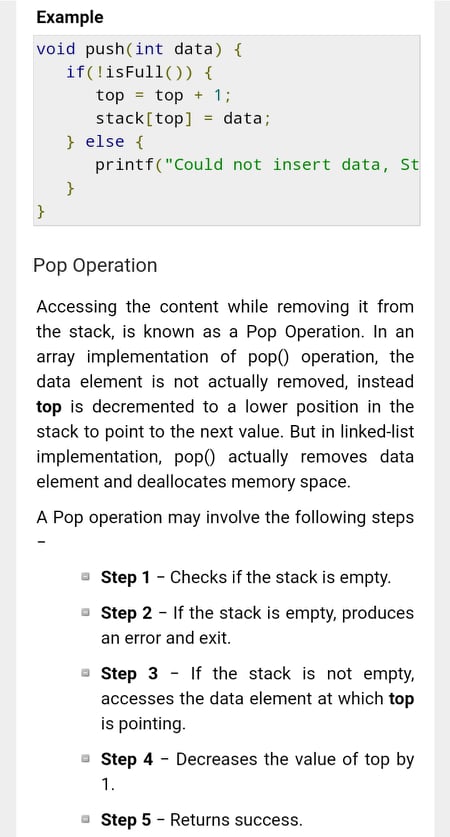 Example
void push(int data) {
if(!isFull()) {
top = top + 1;
stack[top] = data;
} else {
printf("Could not insert data, St
}
}
Pop Operation
Accessing the content while removing it from
the stack, is known as a Pop Operation. In an
array implementation of pop() operation, the
data element is not actually removed, instead
top is decremented to a lower position in the
stack to point to the next value. But in linked-list
implementation, pop() actually removes data
element and deallocates memory space.
A Pop operation may involve the following steps
–
Step 1 – Checks if the stack is empty.
Step 2 – If the stack is empty, produces
an error and exit.
Step 3 – If the stack is not empty,
accesses the data element at which top
is pointing.
Step 4 – Decreases the value of top by
1.
Step 5 – Returns success.